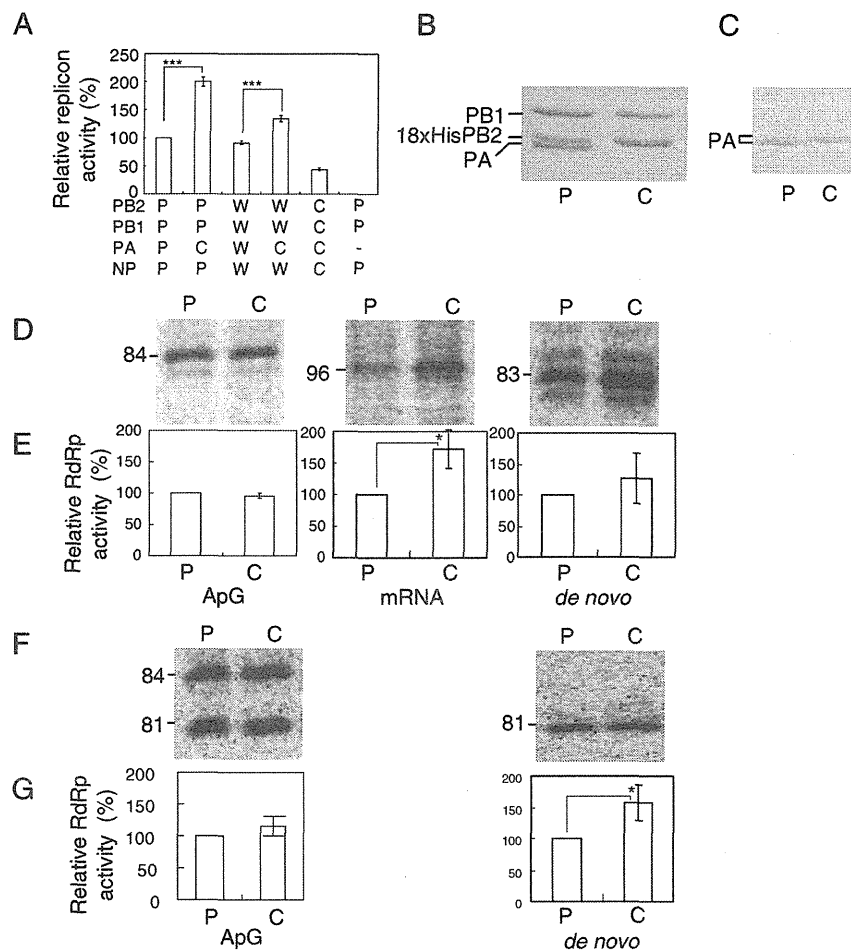 A
B
C
Relative replicon
activity (%)
250
200
150
100
50
0
***
***
PB2 P P W W C P
PB1 P P W W C P
PA P C W C C -
NP P P W W C P
PB1
18xHisPB2
PA
P C
PA
P C
D
P C
84
P C
96
P C
83
E
Relative RdRp
activity (%)
200
150
100
50
0
P C
ApG
200
150
100
50
0
*
P C
mRNA
200
150
100
50
0
P C
de novo
F
P C
84
81
P C
81
G
Relative RdRp
activity (%)
200
150
100
50
0
P C
ApG
200
150
100
50
0
*
P C
de novo